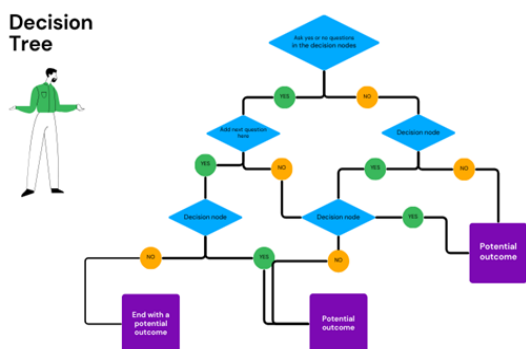 Decision
Tree
Ask yes or no questions
in the decision nodes
YES
NO
Add next question
here
Decision node
YES
NO
YES
NO
Decision node
Decision node
YES
Potential
outcome
NO
YES
NO
End with a
potential
outcome
Potential
outcome